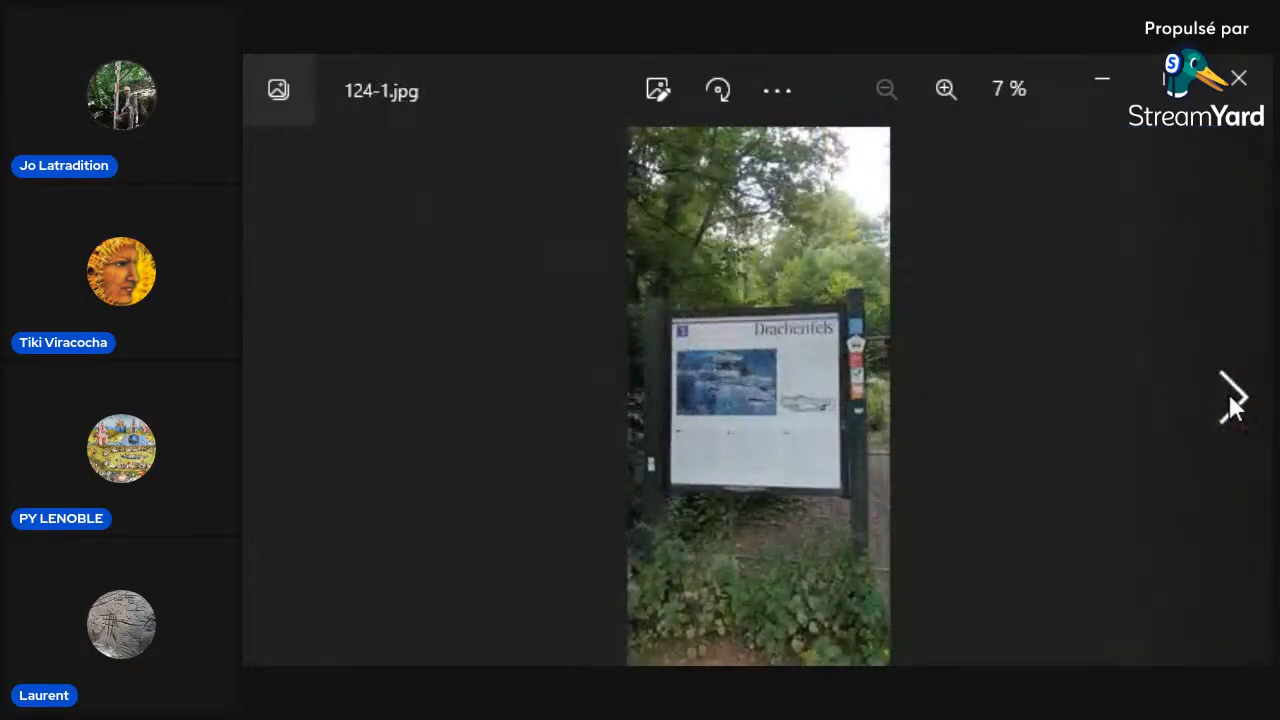 Propulsé par
StreamYard
124-1.jpg
7 %
Jo Latradition
Tiki Viracocha
PY LENOBLE
Laurent
Drachenfels